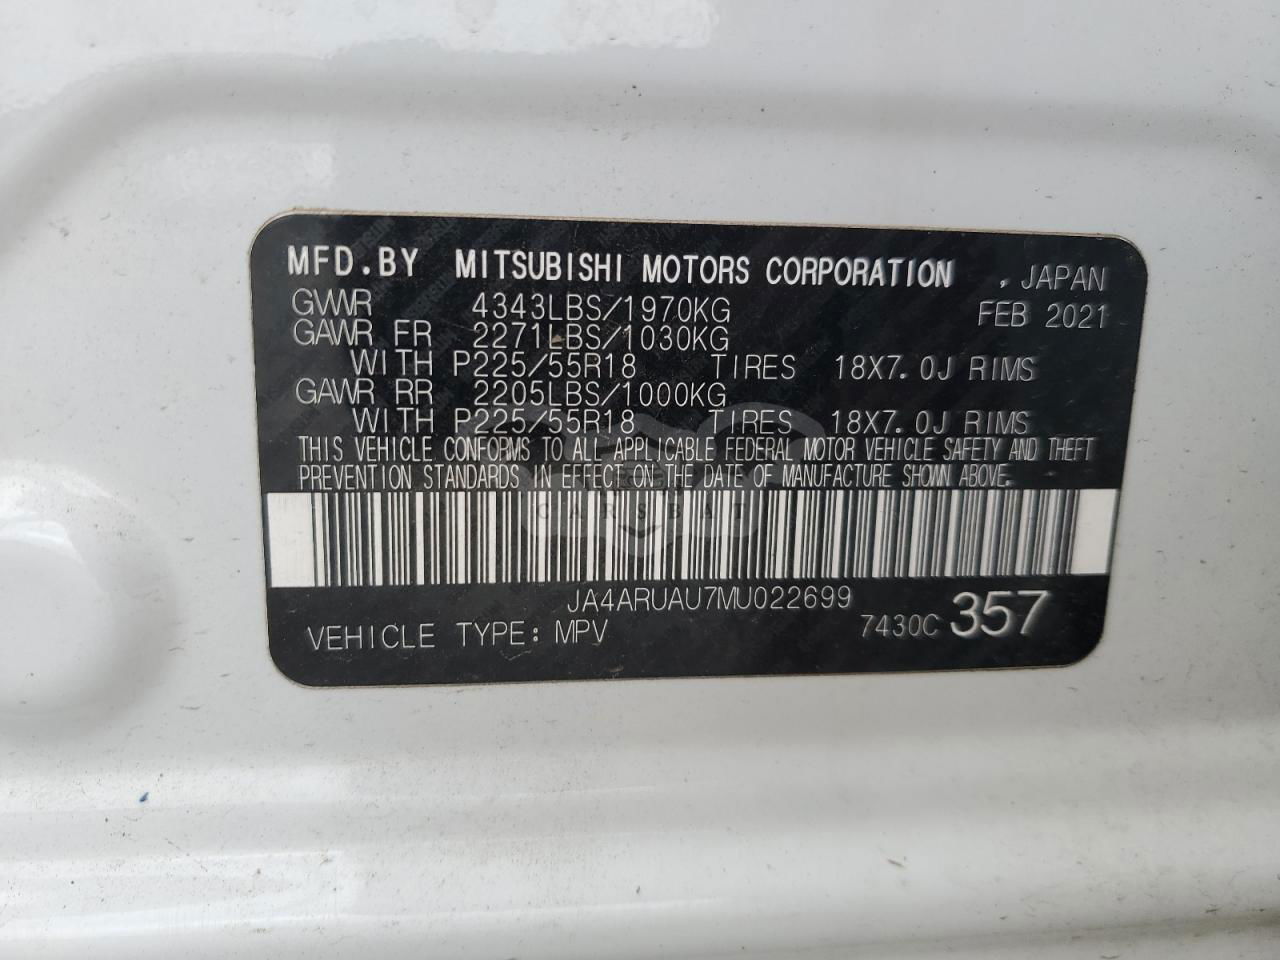 MFD.BY MITSUBISHI MOTORS CORPORATION , JAPAN
GVWR 4343LBS/1970KG FEB 2021
GAWR FR 2271LBS/1030KG
WITH P225/55R18 TIRES 18X7.0J RIMS
GAWR RR 2205LBS/1000KG
WITH P225/55R18 TIRES 18X7.0J RIMS
THIS VEHICLE CONFORMS TO ALL APPLICABLE FEDERAL MOTOR VEHICLE SAFETY AND THEFT
PREVENTION STANDARDS IN EFFECT ON THE DATE OF MANUFACTURE SHOWN ABOVE.
CARSBAT
JA4ARUAU7MU022699
VEHICLE TYPE: MPV 7430C 357